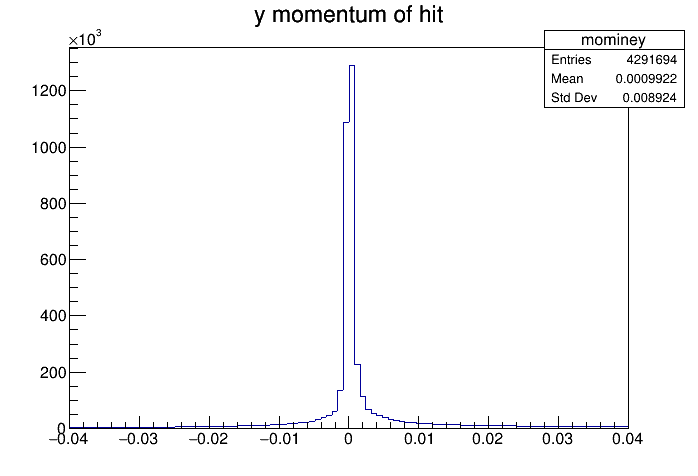 y momentum of hit
×10³
mominey
Entries 4291694
Mean 0.0009922
Std Dev 0.008924
1200
1000
800
600
400
200
0
−0.04 −0.03 −0.02 −0.01 0 0.01 0.02 0.03 0.04